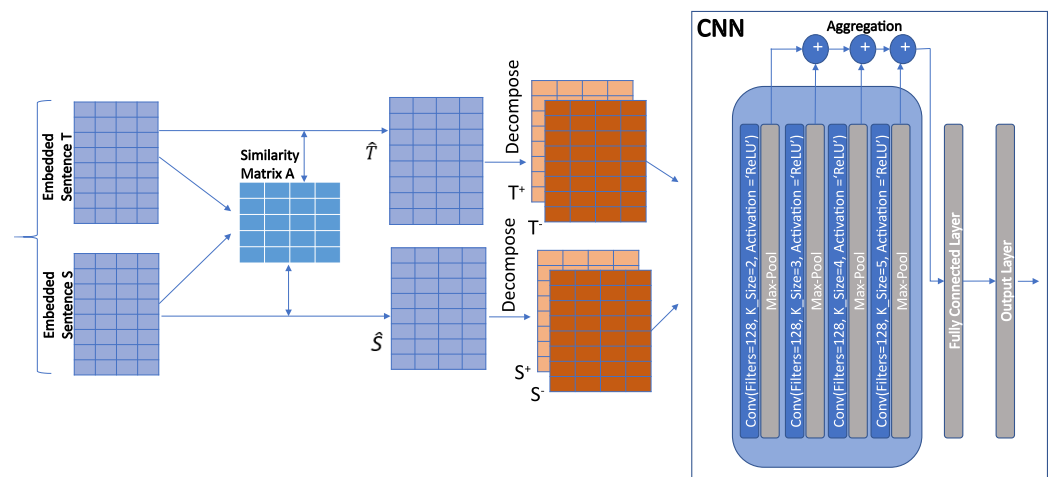 Embedded
Sentence T
Embedded
Sentence S
Similarity
Matrix A
T̂
Ŝ
Decompose
T+
T-
Decompose
S+
S-
CNN
Aggregation
+
+
+
Conv(Filters=128, K_Size=2, Activation ='ReLU')
Max-Pool
Conv(Filters=128, K_Size=3, Activation ='ReLU')
Max-Pool
Conv(Filters=128, K_Size=4, Activation ='ReLU')
Max-Pool
Conv(Filters=128, K_Size=5, Activation ='ReLU')
Max-Pool
Fully Connected Layer
Output Layer